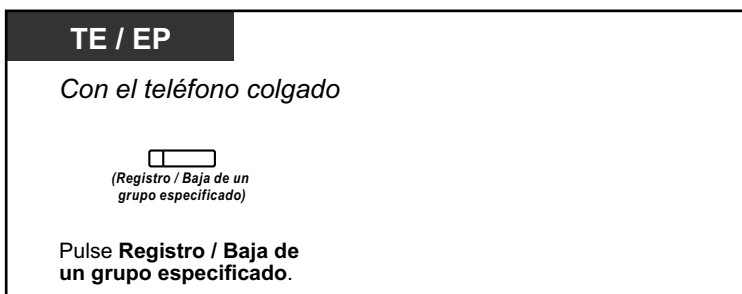 TE / EP
Con el teléfono colgado
(Registro / Baja de un
grupo especificado)
Pulse Registro / Baja de
un grupo especificado.